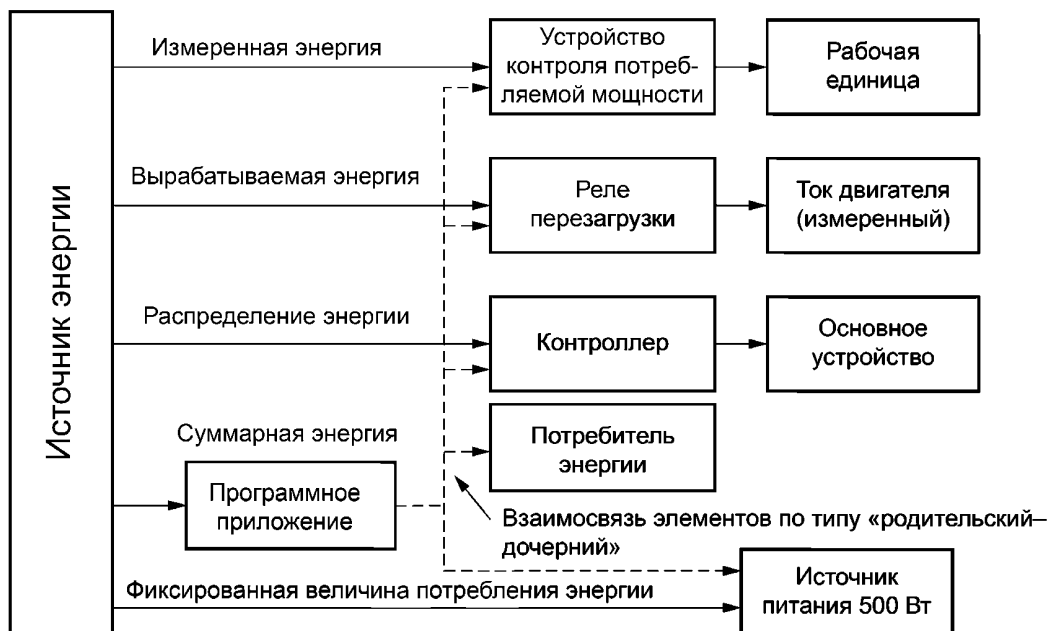 Источник энергии
Измеренная энергия
Устройство
контроля потреб-
ляемой мощности
Рабочая
единица
Вырабатываемая энергия
Реле
перезагрузки
Ток двигателя
(измеренный)
Распределение энергии
Контроллер
Основное
устройство
Суммарная энергия
Потребитель
энергии
Программное
приложение
Взаимосвязь элементов по типу «родительский–
дочерний»
Фиксированная величина потребления энергии
Источник
питания 500 Вт